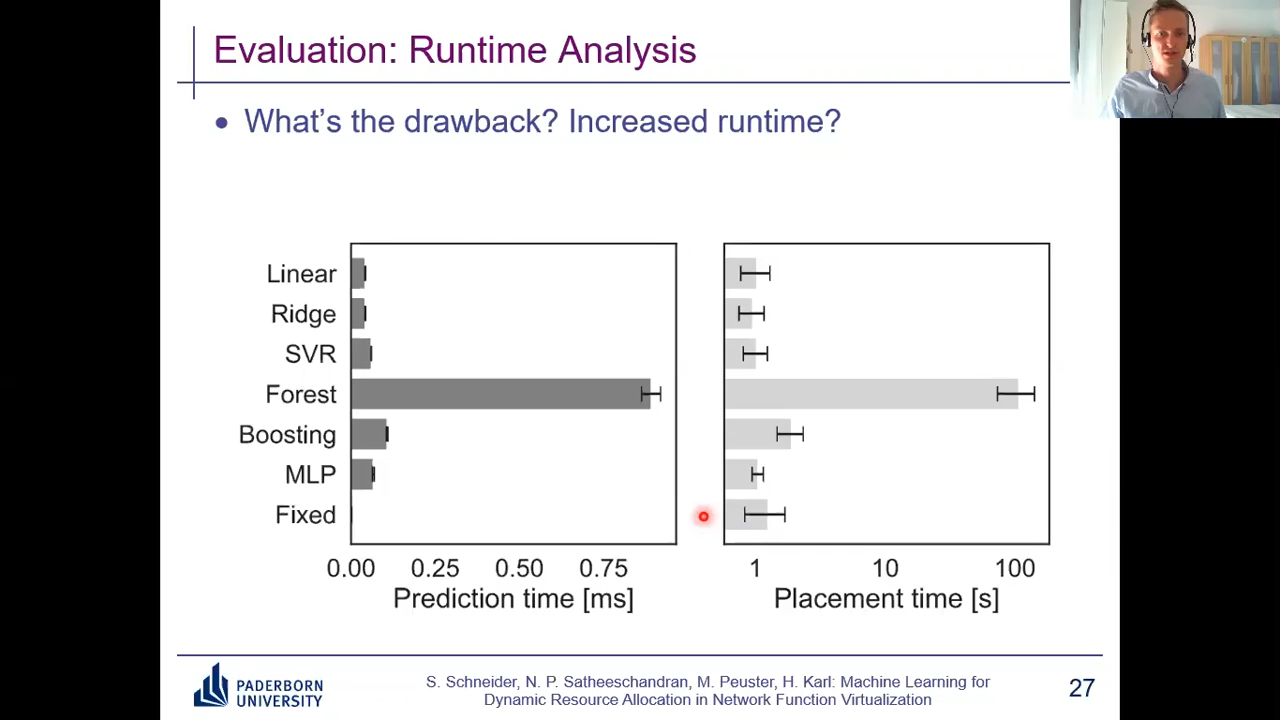 Evaluation: Runtime Analysis
• What's the drawback? Increased runtime?
Linear
Ridge
SVR
Forest
Boosting
MLP
Fixed
0.00 0.25 0.50 0.75
Prediction time [ms]
1 10 100
Placement time [s]
PADERBORN
UNIVERSITY
S. Schneider, N. P. Satheeschandran, M. Peuster, H. Karl: Machine Learning for
Dynamic Resource Allocation in Network Function Virtualization
27